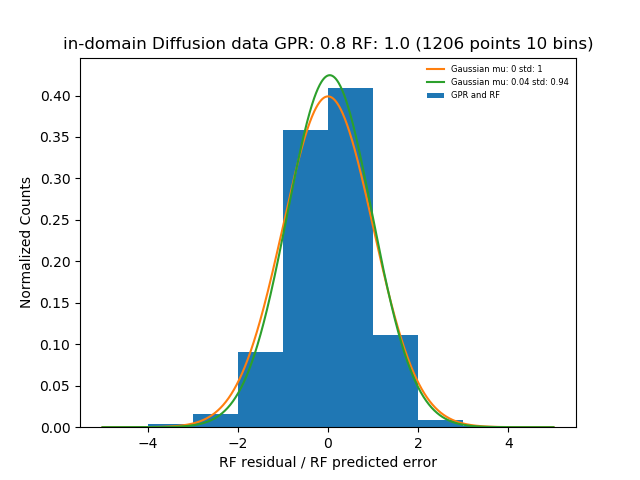 in-domain Diffusion data GPR: 0.8 RF: 1.0 (1206 points 10 bins)
Gaussian mu: 0 std: 1
Gaussian mu: 0.04 std: 0.94
GPR and RF
Normalized Counts
0.40
0.35
0.30
0.25
0.20
0.15
0.10
0.05
0.00
−4 −2 0 2 4
RF residual / RF predicted error